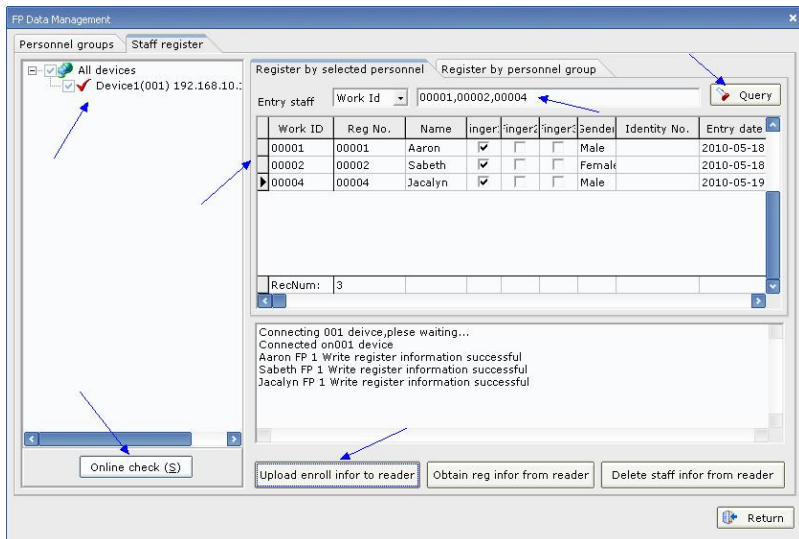 FP Data Management
Personnel groups Staff register
All devices
Device1(001) 192.168.10.
Register by selected personnel Register by personnel group
Entry staff Work Id 00001,00002,00004 Query
Work ID Reg No. Name inger: Finger2 Finger3 Gender Identity No. Entry date
00001 00001 Aaron Male 2010-05-18
00002 00002 Sabeth Female 2010-05-18
00004 00004 Jacalyn Male 2010-05-19
RecNum: 3
Connecting 001 deivce,plese waiting...
Connected on001 device
Aaron FP 1 Write register information successful
Sabeth FP 1 Write register information successful
Jacalyn FP 1 Write register information successful
Online check (S)
Upload enroll infor to reader Obtain reg infor from reader Delete staff infor from reader
Return